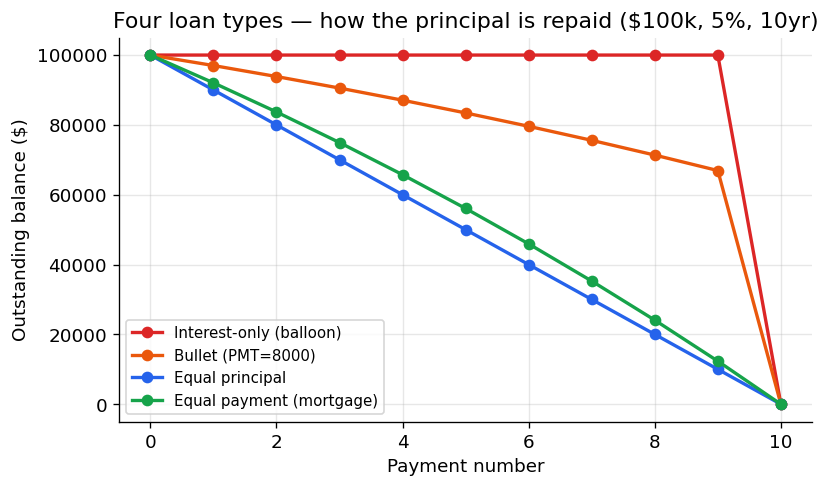 Four loan types — how the principal is repaid ($100k, 5%, 10yr)
Outstanding balance ($)
100000
80000
60000
40000
20000
0
Interest-only (balloon)
Bullet (PMT=8000)
Equal principal
Equal payment (mortgage)
0 2 4 6 8 10
Payment number